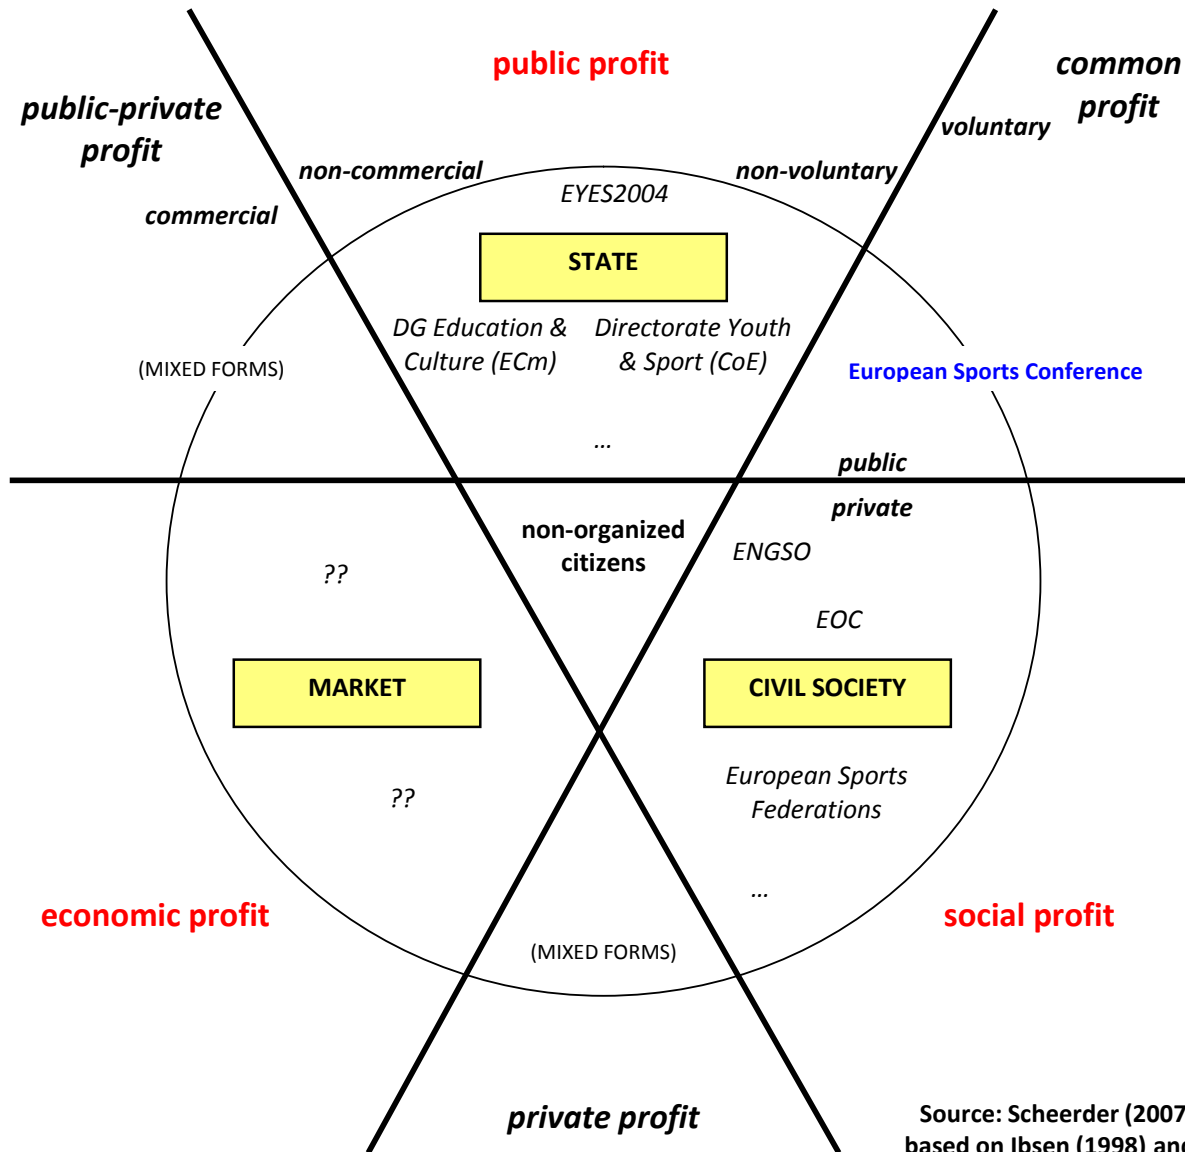 public profit
common
profit
public-private
profit
voluntary
non-commercial
non-voluntary
commercial
EYES2004
STATE
DG Education &
Culture (ECm)
Directorate Youth
& Sport (CoE)
(MIXED FORMS)
European Sports Conference
...
public
private
non-organized
citizens
ENGSO
??
EOC
MARKET
CIVIL SOCIETY
European Sports
Federations
??
...
economic profit
social profit
(MIXED FORMS)
private profit
Source: Scheerder (2007
based on Ibsen (1998) and